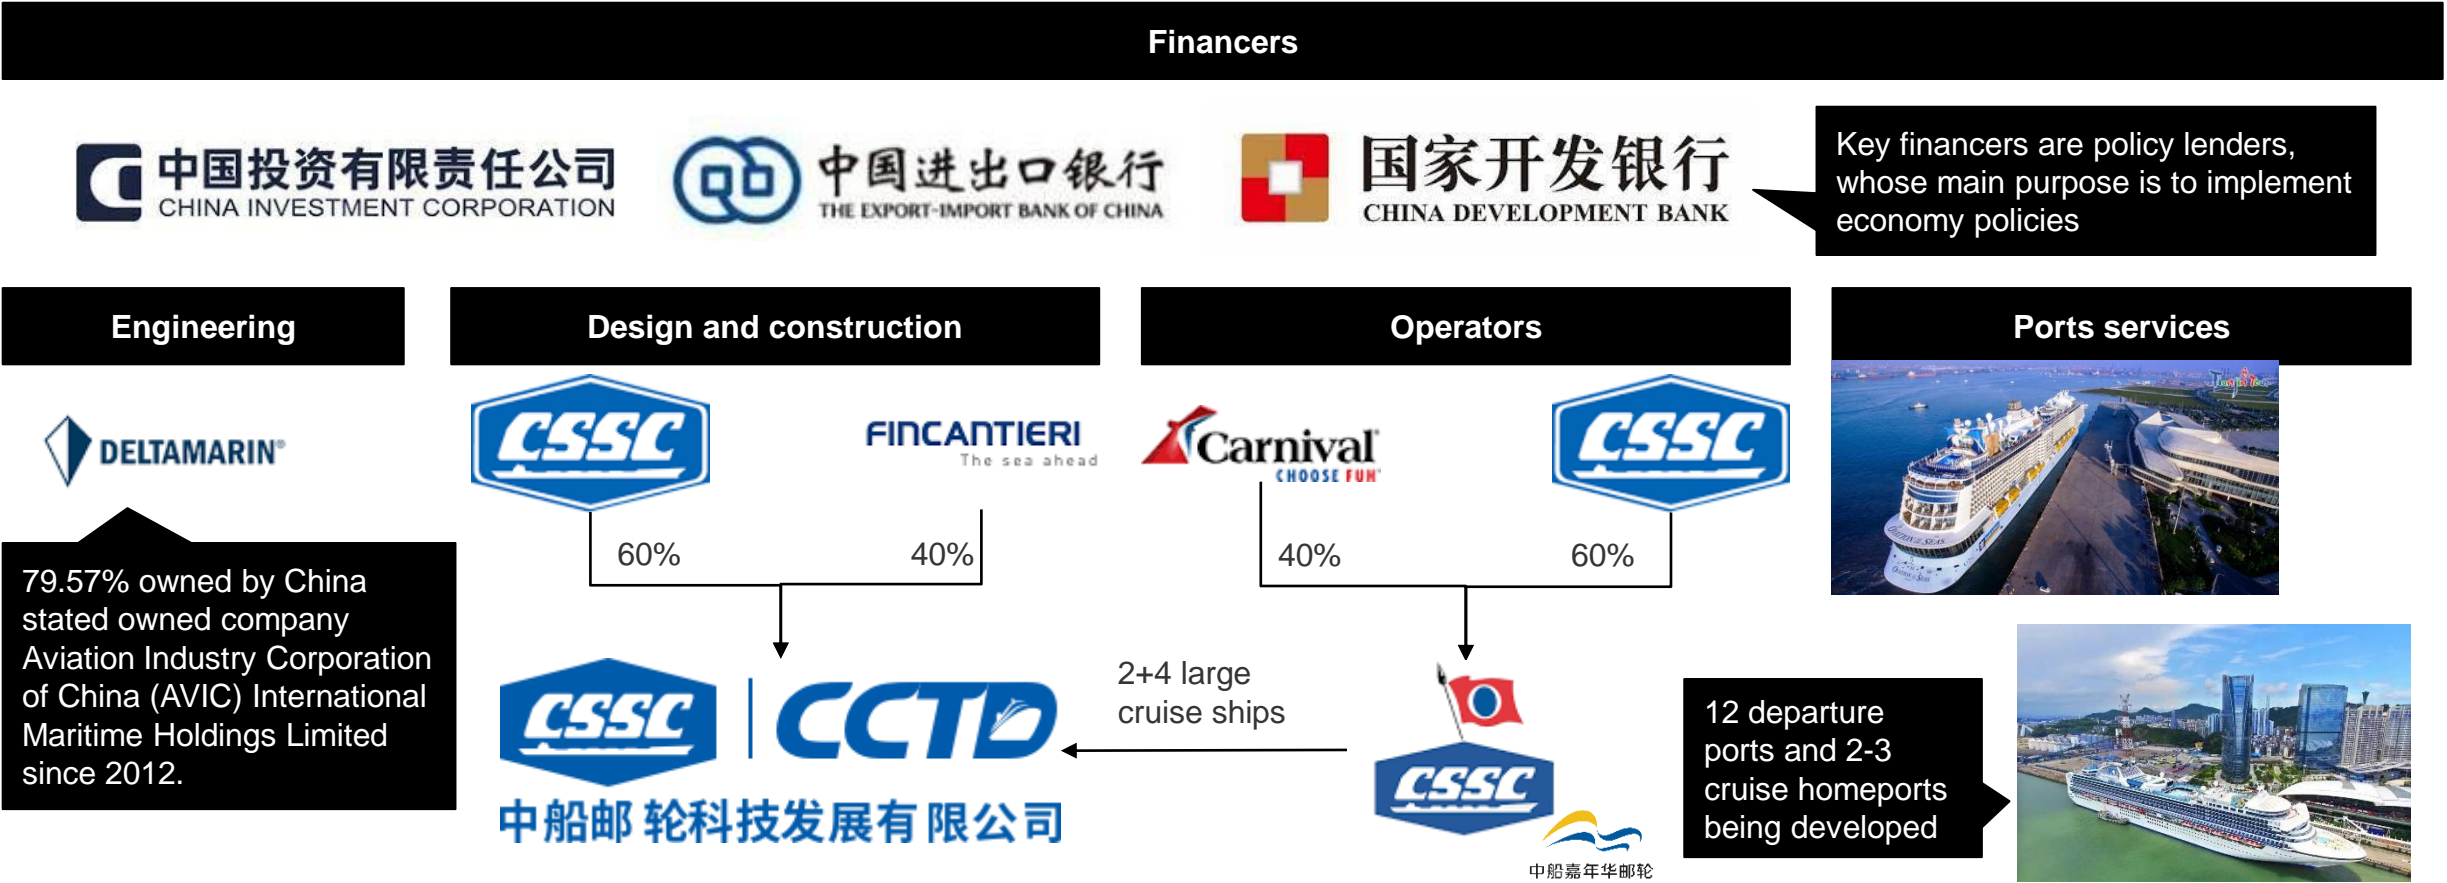 Financers
中国投资有限责任公司
CHINA INVESTMENT CORPORATION
中国进出口银行
THE EXPORT-IMPORT BANK OF CHINA
国家开发银行
CHINA DEVELOPMENT BANK
Key financers are policy lenders,
whose main purpose is to implement
economy policies
Engineering
Design and construction
Operators
Ports services
DELTAMARIN®
CSSC
FINCANTIERI
The sea ahead
Carnival
CHOOSE FUN
CSSC
60%
40%
40%
60%
79.57% owned by China
stated owned company
Aviation Industry Corporation
of China (AVIC) International
Maritime Holdings Limited
since 2012.
CSSC
CCTD
中船邮轮科技发展有限公司
2+4 large
cruise ships
CSSC
中船嘉年华邮轮
12 departure
ports and 2-3
cruise homeports
being developed